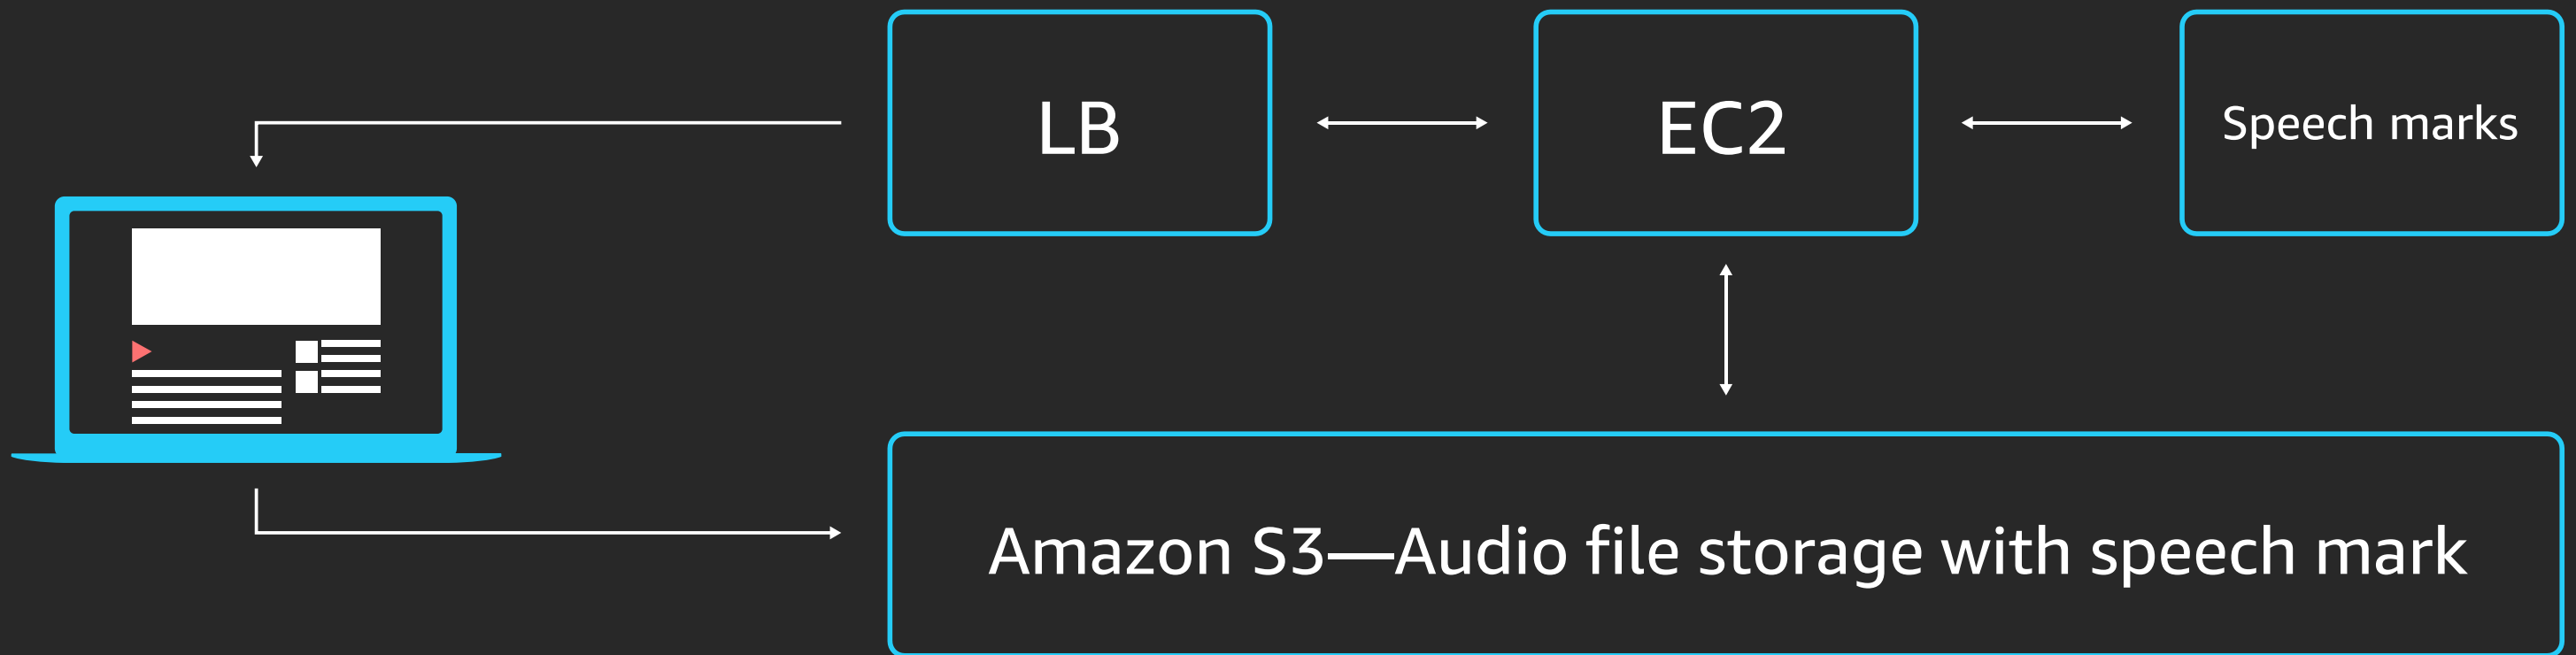 LB
EC2
Speech marks
Amazon S3—Audio file storage with speech mark